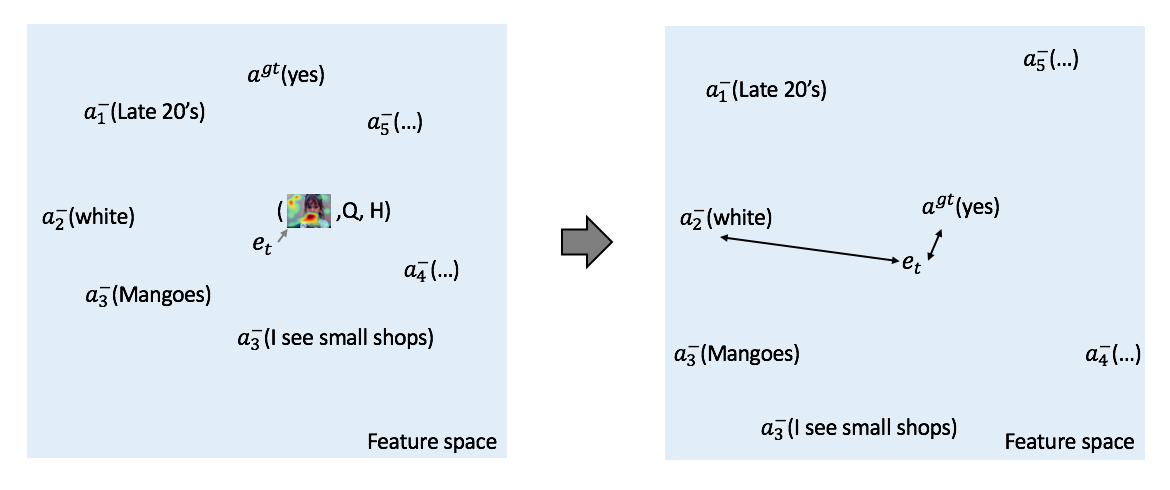 a^{gt}(yes)
a_1^-(Late 20's)
a_5^-(...)
a_2^-(white)
( ,Q, H)
e_t
a_4^-(...)
a_3^-(Mangoes)
a_3^-(I see small shops)
Feature space
a_5^-(...)
a_1^-(Late 20's)
a^{gt}(yes)
a_2^-(white)
e_t
a_3^-(Mangoes)
a_4^-(...)
a_3^-(I see small shops)
Feature space